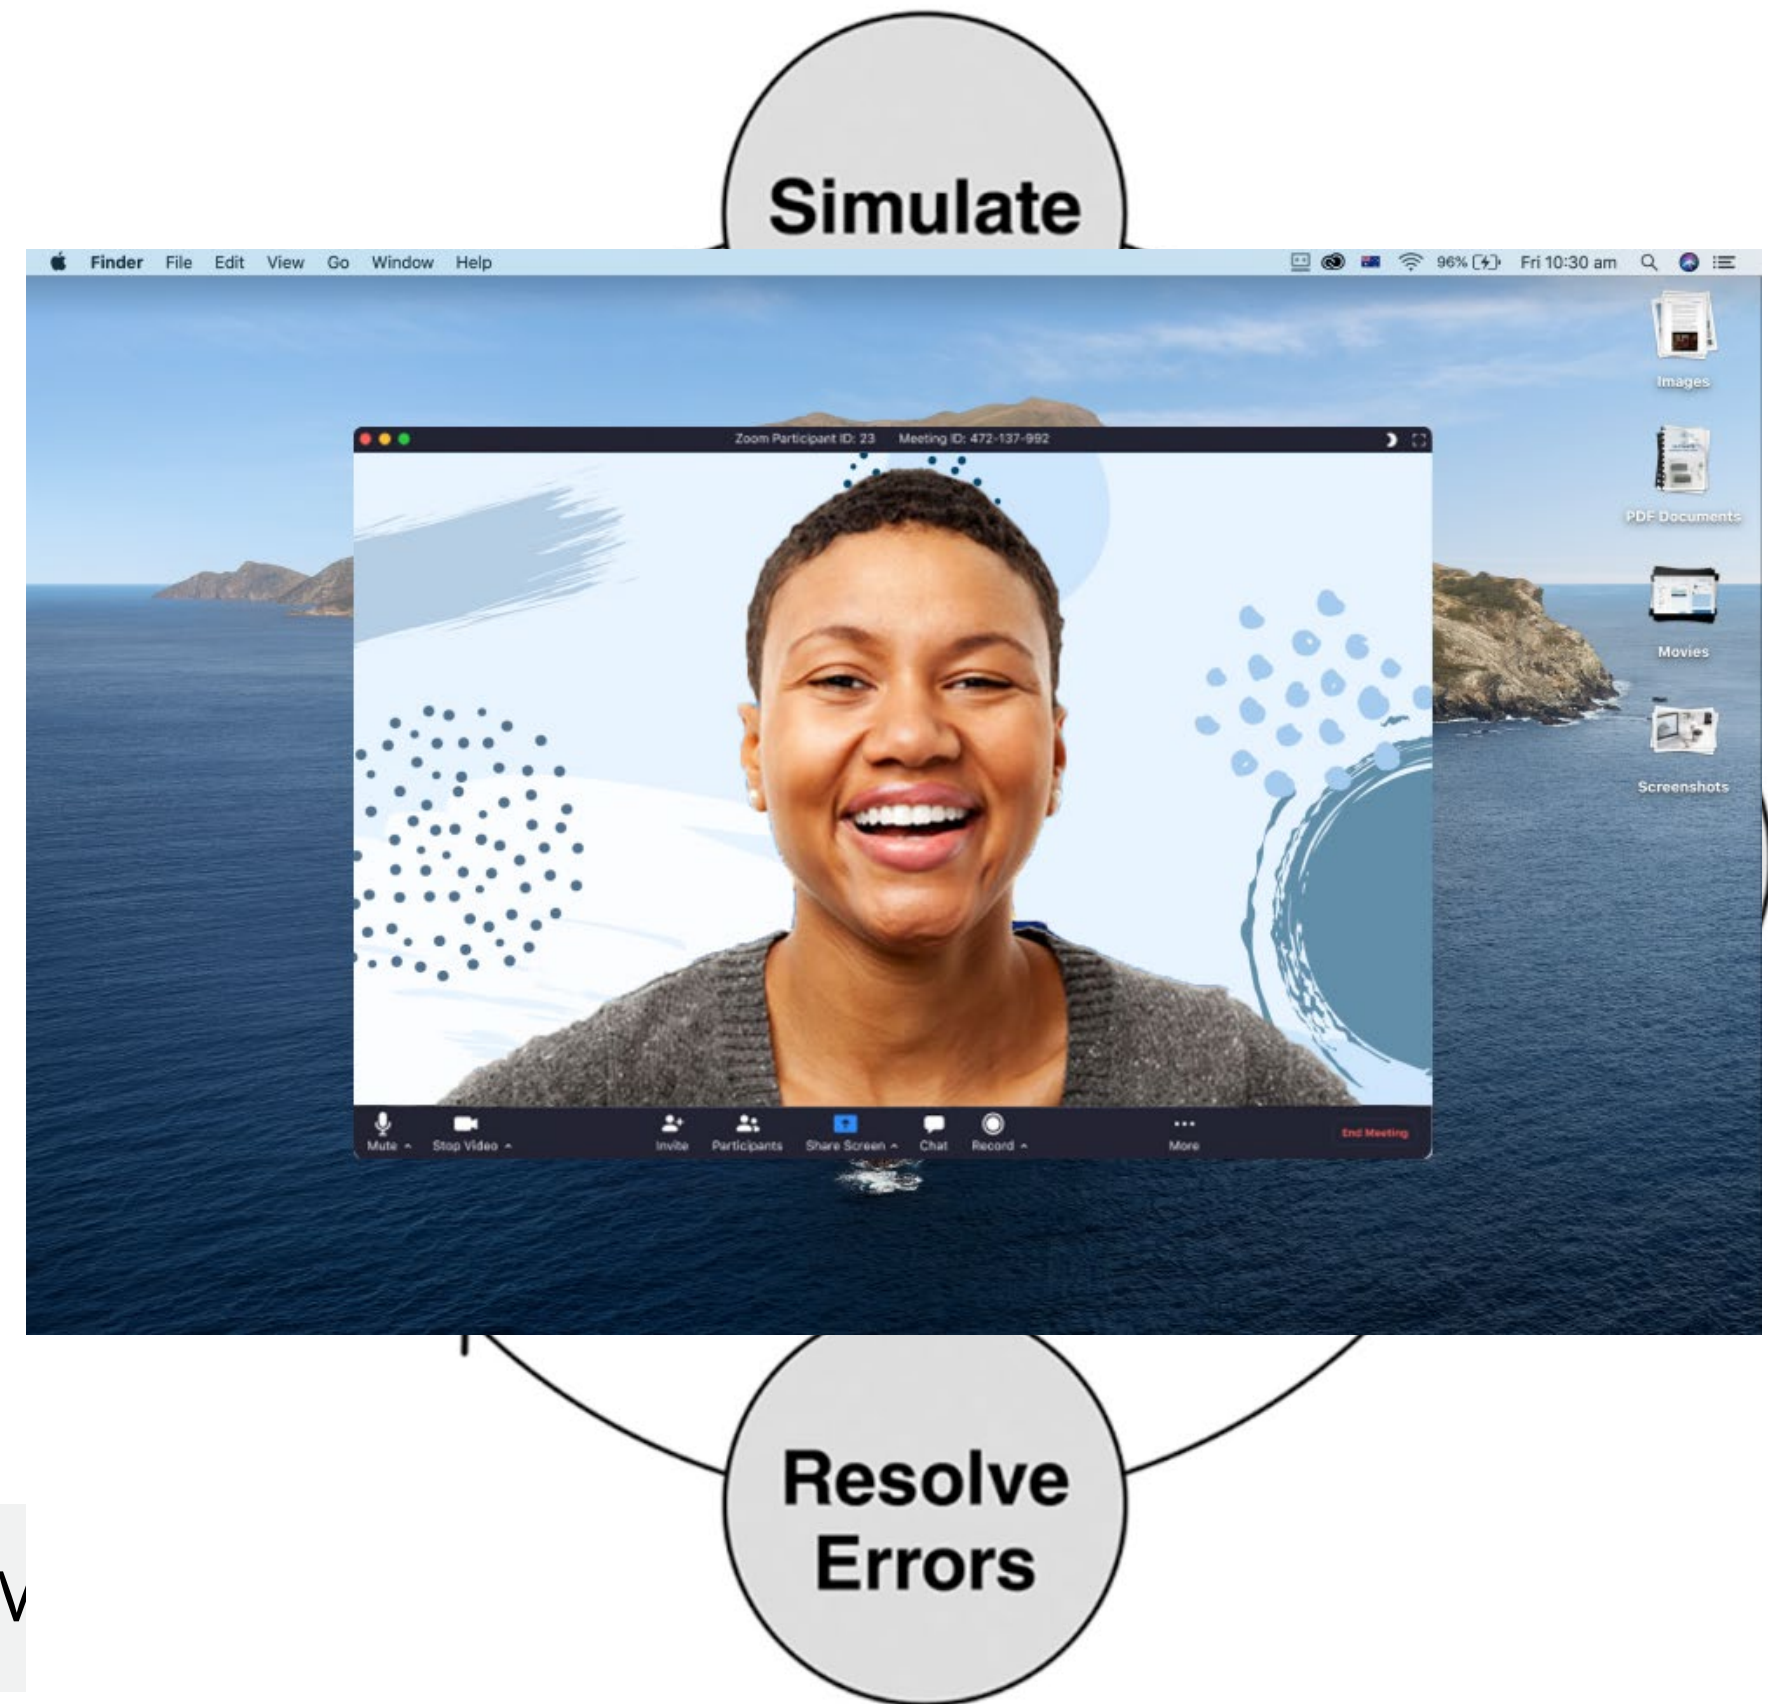 Simulate
Finder File Edit View Go Window Help 96% Fri 10:30 am
Images
Zoom Participant ID: 23 Meeting ID: 472-137-992
PDF Documents
Movies
Screenshots
Mute Stop Video Invite Participants Share Screen Chat Record More End Meeting
Resolve
Errors